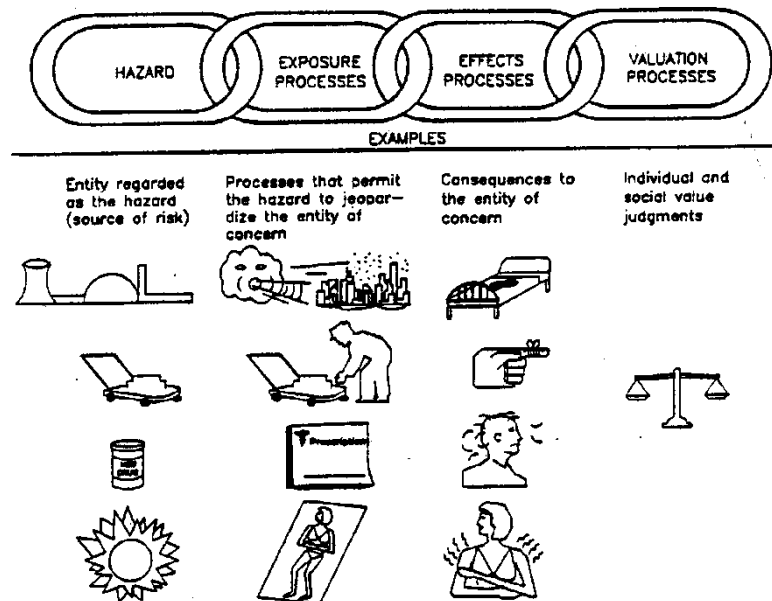 HAZARD
EXPOSURE
PROCESSES
EFFECTS
PROCESSES
VALUATION
PROCESSES
EXAMPLES
Entity regarded
as the hazard
(source of risk)
Processes that permit
the hazard to jeopar-
dize the entity of
concern
Consequences to
the entity of
concern
Individual and
social value
judgments
DRUG
Prescription